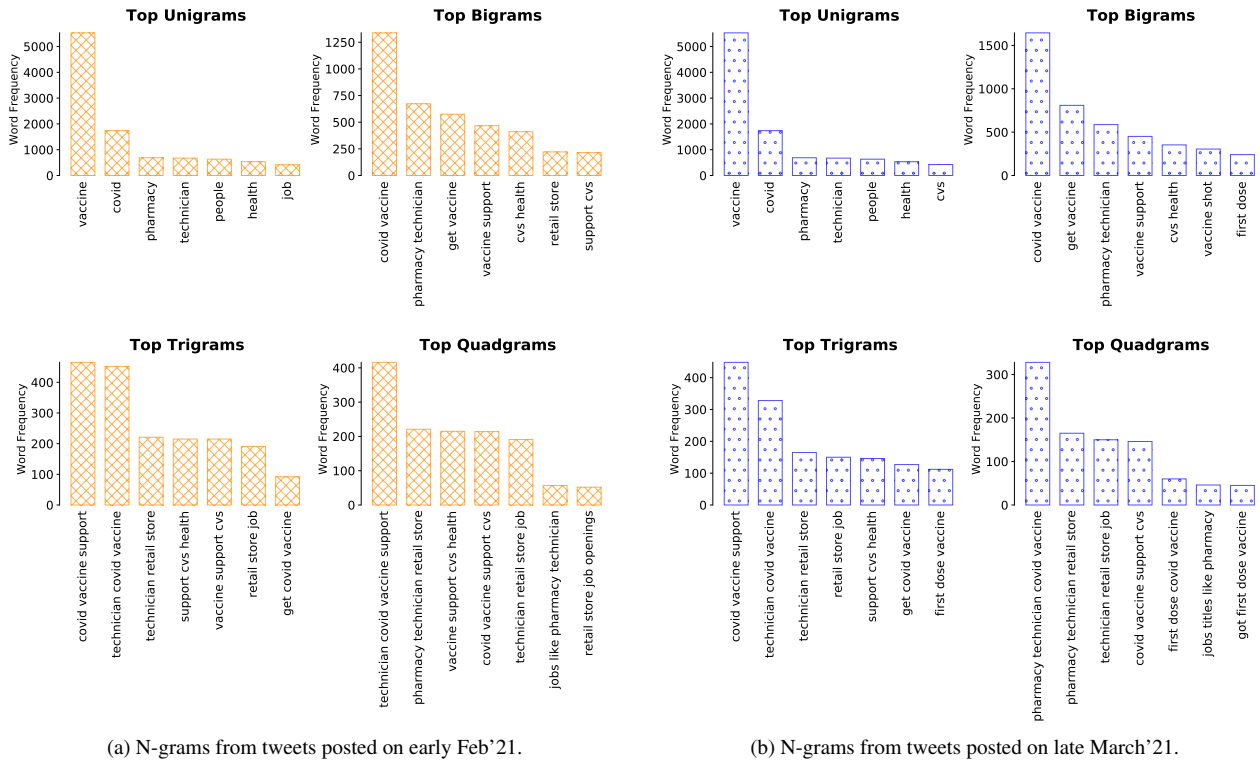 Top Unigrams
Word Frequency
5000
4000
3000
2000
1000
0
vaccine
covid
pharmacy
technician
people
health
job
Top Bigrams
Word Frequency
1250
1000
750
500
250
0
covid vaccine
pharmacy technician
get vaccine
vaccine support
cvs health
retail store
support cvs
Top Trigrams
Word Frequency
400
300
200
100
0
covid vaccine support
technician covid vaccine
technician retail store
support cvs health
vaccine support cvs
retail store job
get covid vaccine
Top Quadgrams
Word Frequency
400
300
200
100
0
technician covid vaccine support
pharmacy technician retail store
vaccine support cvs health
covid vaccine support cvs
technician retail store job
jobs like pharmacy technician
retail store job openings
(a) N-grams from tweets posted on early Feb’21.
Top Unigrams
Word Frequency
5000
4000
3000
2000
1000
0
vaccine
covid
pharmacy
technician
people
health
cvs
Top Bigrams
Word Frequency
1500
1000
500
0
covid vaccine
get vaccine
pharmacy technician
vaccine support
cvs health
vaccine shot
first dose
Top Trigrams
Word Frequency
400
300
200
100
0
covid vaccine support
technician covid vaccine
technician retail store
retail store job
support cvs health
get covid vaccine
first dose vaccine
Top Quadgrams
Word Frequency
300
200
100
0
pharmacy technician covid vaccine
pharmacy technician retail store
technician retail store job
covid vaccine support cvs
first dose covid vaccine
jobs titles like pharmacy
got first dose vaccine
(b) N-grams from tweets posted on late March’21.